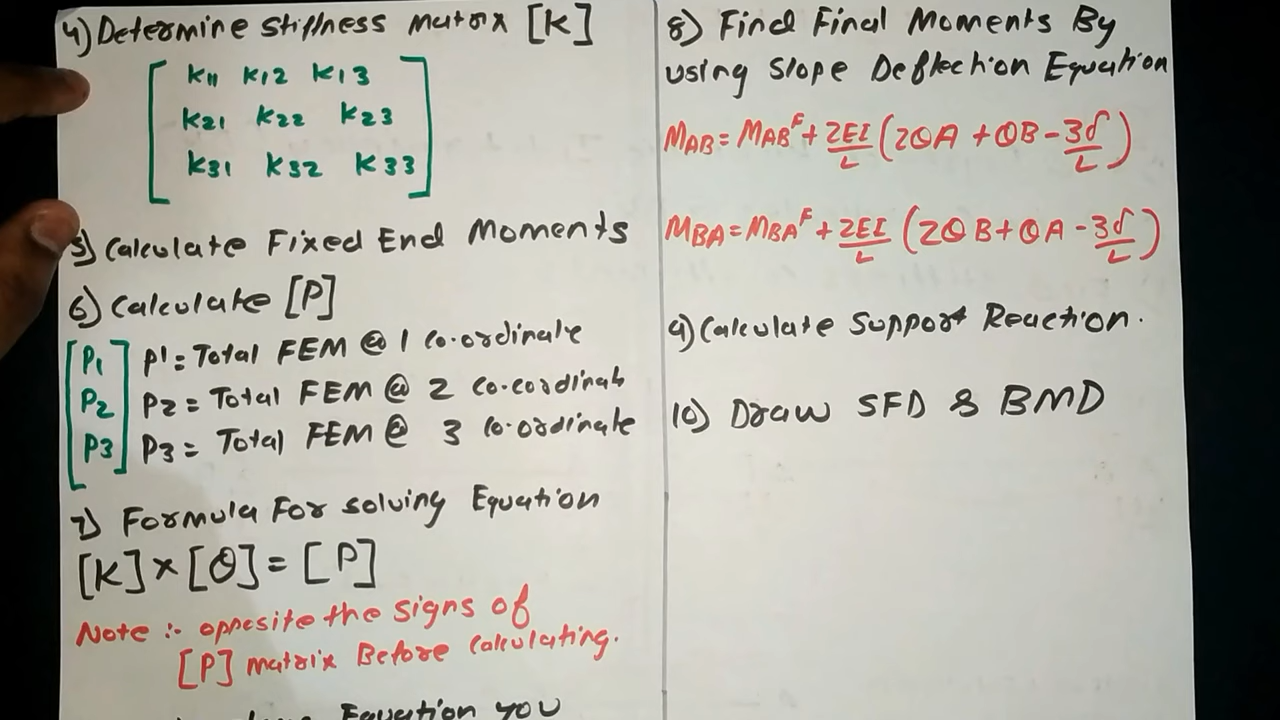 4) Determine Stiffness Matrix [K]
K11 K12 K13
K21 K22 K23
K31 K32 K33
5) Calculate Fixed End Moments
6) Calculate [P]
[P1 P1 = Total FEM @ 1 Co-ordinate
P2 P2 = Total FEM @ 2 Co-coordinate
P3] P3 = Total FEM @ 3 Co-ordinate
7) Formula For solving Equation
[K] x [θ] = [P]
Note :- opposite the signs of
[P] matrix Before calculating.
Equation you
8) Find Final Moments By
using Slope Deflection Equation
MAB = MAB^F + 2EI/L (2θA + θB - 3δ/L)
MBA = MBA^F + 2EI/L (2θB + θA - 3δ/L)
9) Calculate Support Reaction.
10) Draw SFD & BMD